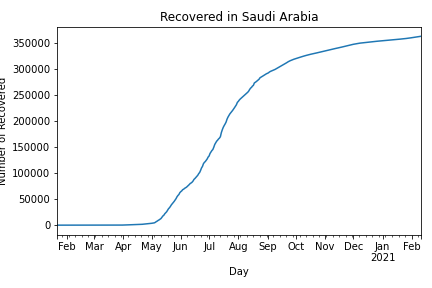 Recovered in Saudi Arabia
Number of Recovered
350000
300000
250000
200000
150000
100000
50000
0
Feb Mar Apr May Jun Jul Aug Sep Oct Nov Dec Jan Feb
2021
Day